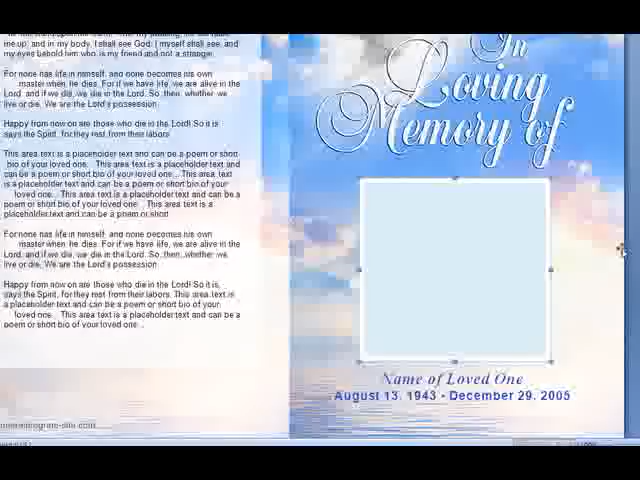 me up; and in my body, I shall see God; I myself shall see, and
my eyes behold him who is my friend and not a stranger.
For none has life in himself, and none becomes his own
master when he dies. For if we have life, we are alive in the
Lord, and if we die, we die in the Lord. So, then, whether we
live or die, We are the Lord's possession.
Happy from now on are those who die in the Lord! So it is
says the Spirit, for they rest from their labors
This area text is a placeholder text and can be a poem or short
bio of your loved one. This area text is a placeholder text and
can be a poem or short bio of your loved one... This area text
is a placeholder text and can be a poem or short bio of your
loved one... This area text is a placeholder text and can be a
poem or short bio of your loved one... This area text is a
placeholder text and can be a poem or short
For none has life in himself, and none becomes his own
master when he dies. For if we have life, we are alive in the
Lord, and if we die, we die in the Lord. So, then, whether we
live or die, We are the Lord's possession
Happy from now on are those who die in the Lord! So it is,
says the Spirit, for they rest from their labors. This area text is
a placeholder text and can be a poem or short bio of your
loved one... This area text is a placeholder text and can be a
poem or short bio of your loved one...
In
Loving
Memory of
Name of Loved One
August 13, 1943 - December 29, 2005